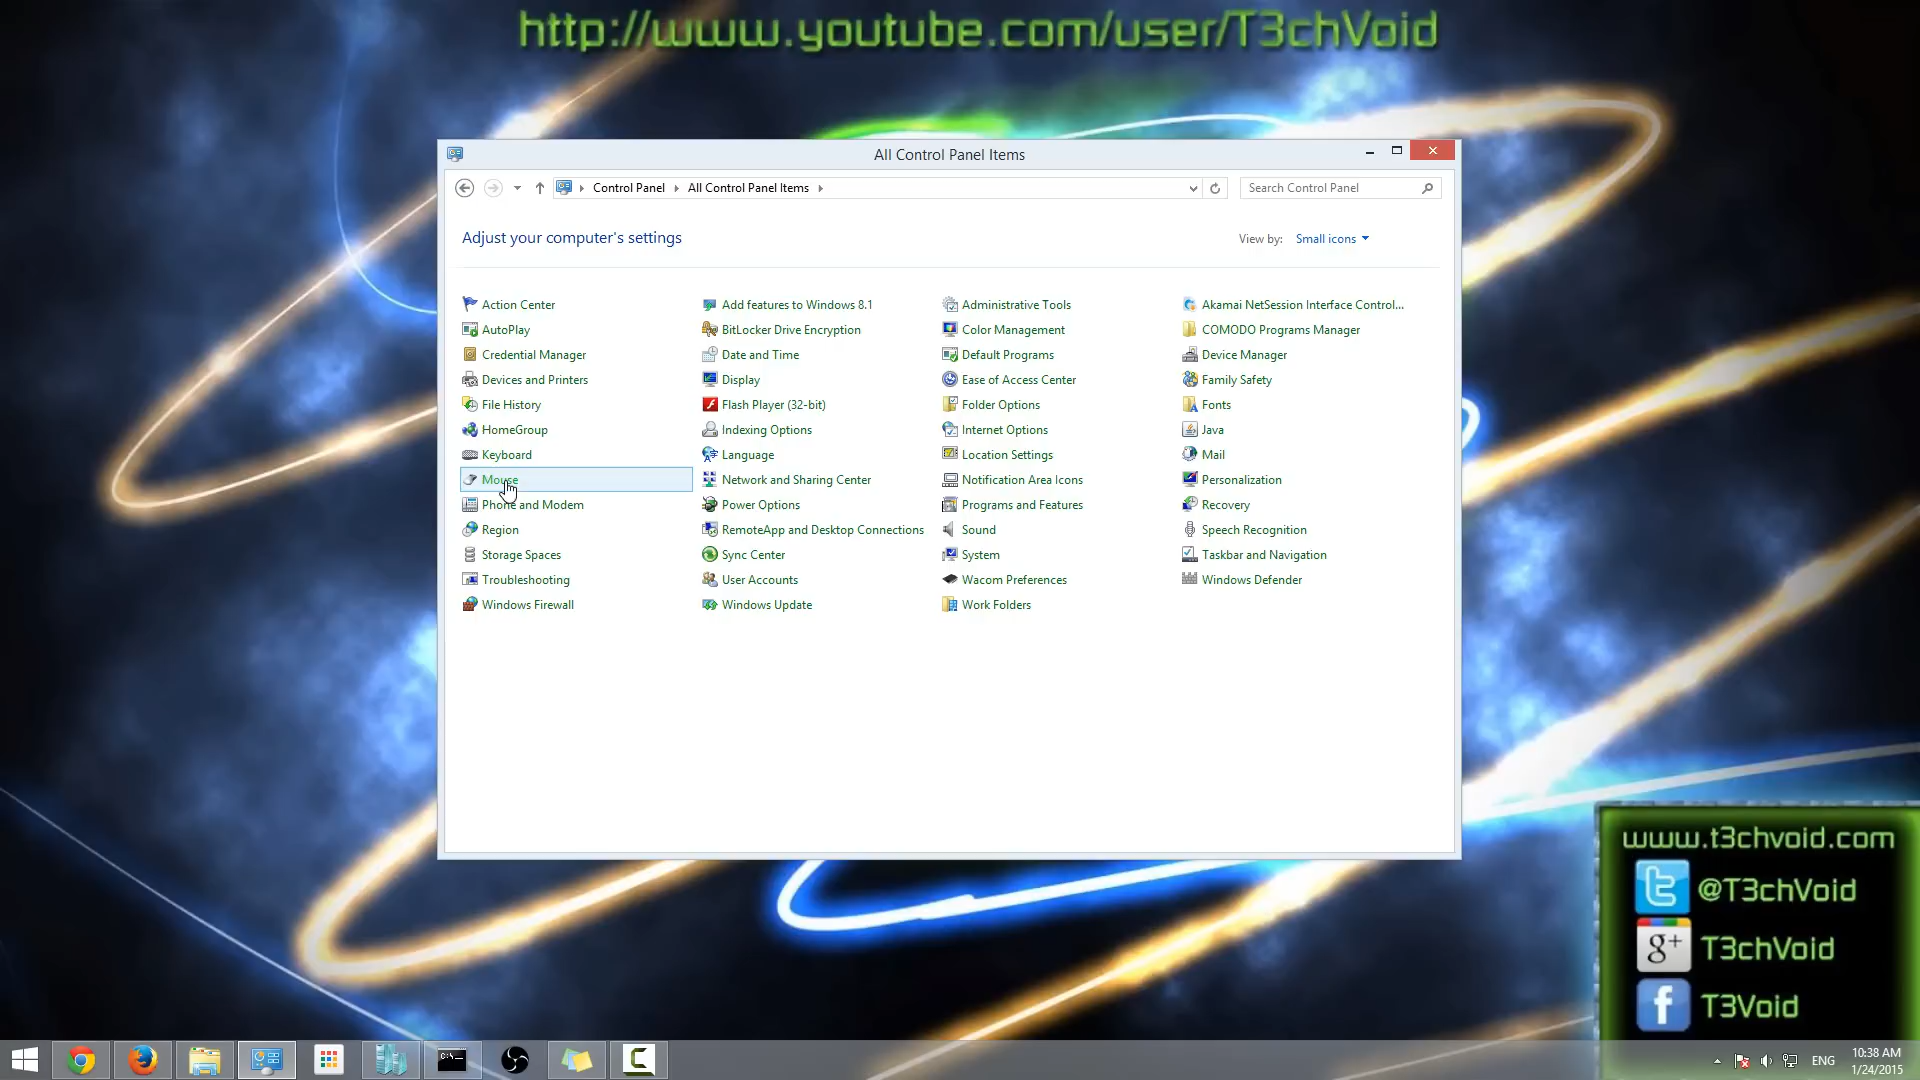 http://www.youtube.com/user/T3chVoid
All Control Panel Items
Control Panel
All Control Panel Items
Search Control Panel
Adjust your computer's settings
View by:
Small icons
Action Center
Add features to Windows 8.1
Administrative Tools
Akamai NetSession Interface Control...
AutoPlay
BitLocker Drive Encryption
Color Management
COMODO Programs Manager
Credential Manager
Date and Time
Default Programs
Device Manager
Devices and Printers
Display
Ease of Access Center
Family Safety
File History
Flash Player (32-bit)
Folder Options
Fonts
HomeGroup
Indexing Options
Internet Options
Java
Keyboard
Language
Location Settings
Mail
Mouse
Network and Sharing Center
Notification Area Icons
Personalization
Phone and Modem
Power Options
Programs and Features
Recovery
Region
RemoteApp and Desktop Connections
Sound
Speech Recognition
Storage Spaces
Sync Center
System
Taskbar and Navigation
Troubleshooting
User Accounts
Wacom Preferences
Windows Defender
Windows Firewall
Windows Update
Work Folders
www.t3chvoid.com
@T3chVoid
g+ T3chVoid
f T3Void
ENG
10:38 AM
1/24/2015